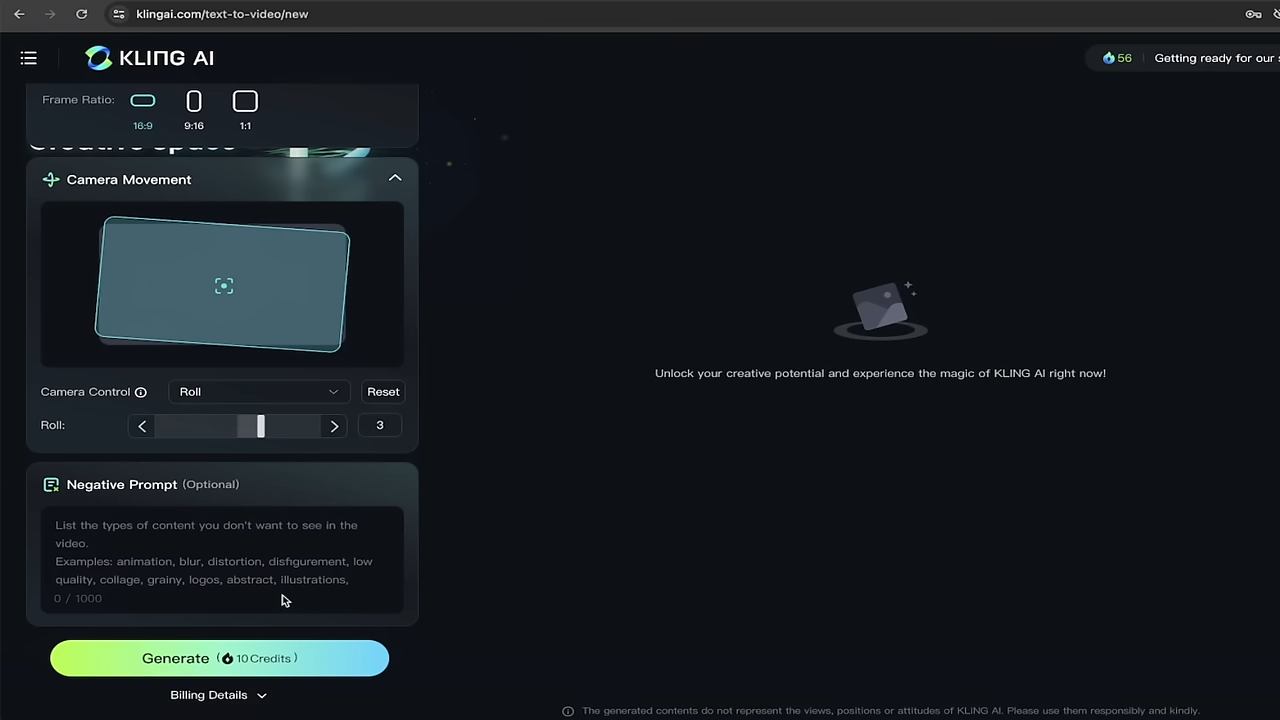 klingai.com/text-to-video/new
KLING AI
56
Getting ready for our
Frame Ratio:
16:9
9:16
1:1
Creative Space
Camera Movement
Camera Control
Roll
Reset
Roll:
3
Negative Prompt (Optional)
List the types of content you don't want to see in the
video.
Examples: animation, blur, distortion, disfigurement, low
quality, collage, grainy, logos, abstract, illustrations,
0 / 1000
Generate ( 10 Credits )
Billing Details
Unlock your creative potential and experience the magic of KLING AI right now!
The generated contents do not represent the views, positions or attitudes of KLING AI. Please use them responsibly and kindly.